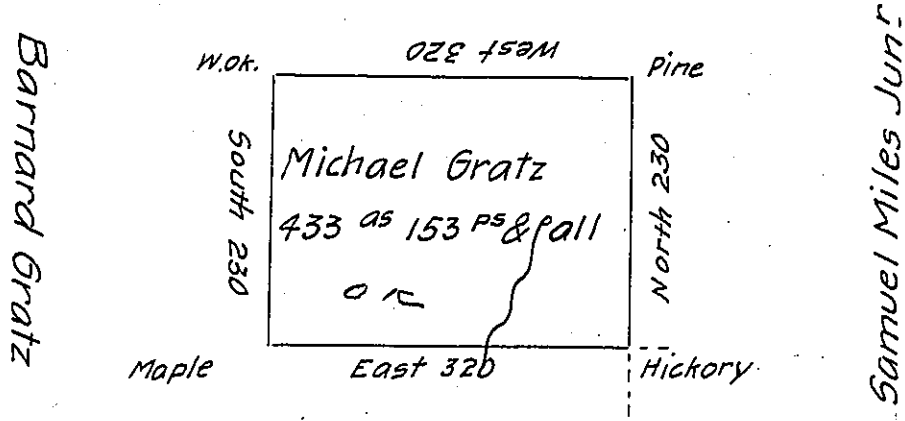 West 320
W.ok.
Pine
Barnard Gratz
South 230
Michael Gratz
433 as 153 ps & all
North 230
Samuel Miles Junr
Maple
East 320
Hickory